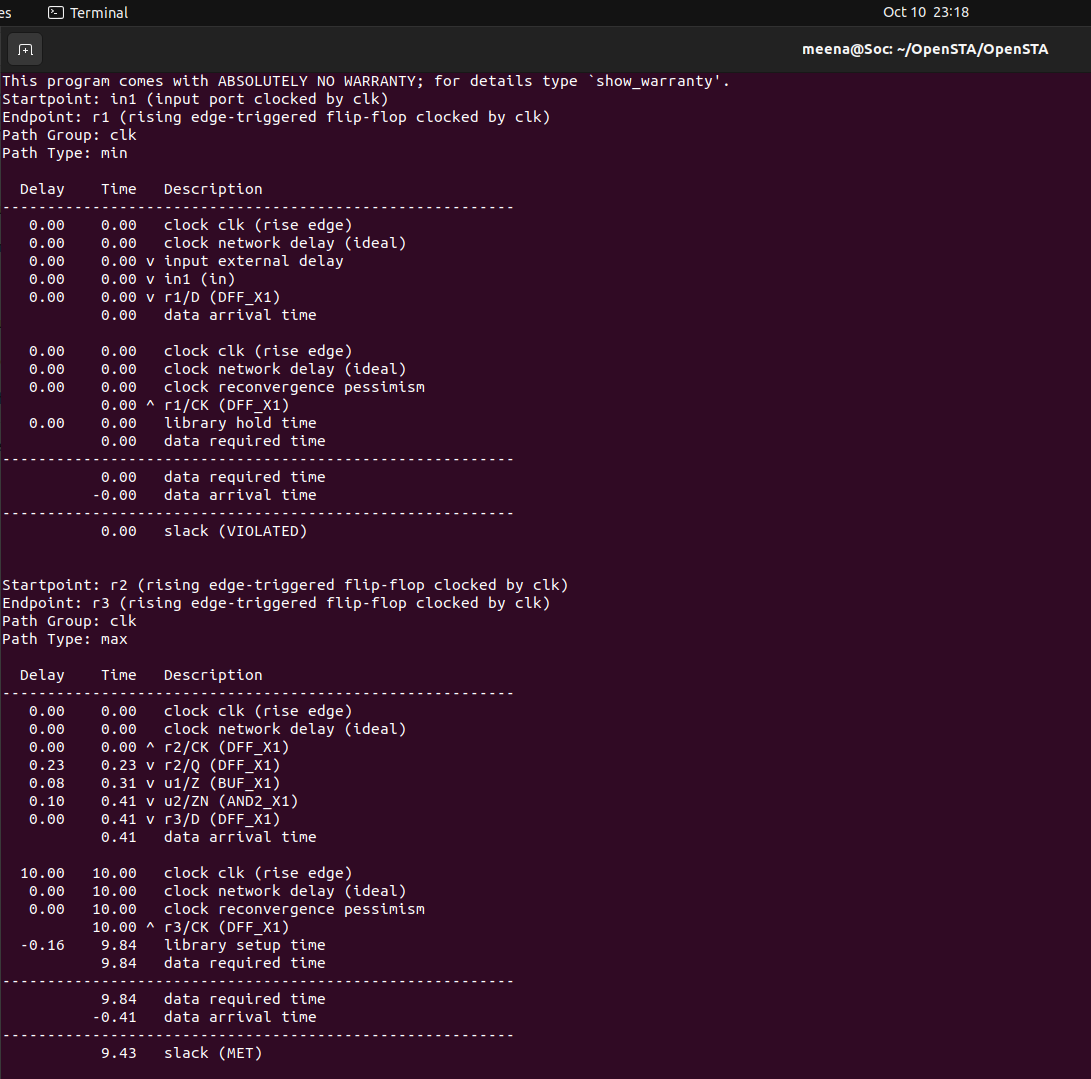 es Terminal Oct 10 23:18
meena@Soc: ~/OpenSTA/OpenSTA
This program comes with ABSOLUTELY NO WARRANTY; for details type `show_warranty'.
Startpoint: in1 (input port clocked by clk)
Endpoint: r1 (rising edge-triggered flip-flop clocked by clk)
Path Group: clk
Path Type: min

  Delay    Time   Description
---------------------------------------------------------
   0.00    0.00   clock clk (rise edge)
   0.00    0.00   clock network delay (ideal)
   0.00    0.00 v input external delay
   0.00    0.00 v in1 (in)
   0.00    0.00 v r1/D (DFF_X1)
           0.00   data arrival time

   0.00    0.00   clock clk (rise edge)
   0.00    0.00   clock network delay (ideal)
   0.00    0.00   clock reconvergence pessimism
           0.00 ^ r1/CK (DFF_X1)
   0.00    0.00   library hold time
           0.00   data required time
---------------------------------------------------------
           0.00   data required time
          -0.00   data arrival time
---------------------------------------------------------
           0.00   slack (VIOLATED)


Startpoint: r2 (rising edge-triggered flip-flop clocked by clk)
Endpoint: r3 (rising edge-triggered flip-flop clocked by clk)
Path Group: clk
Path Type: max

  Delay    Time   Description
---------------------------------------------------------
   0.00    0.00   clock clk (rise edge)
   0.00    0.00   clock network delay (ideal)
   0.00    0.00 ^ r2/CK (DFF_X1)
   0.23    0.23 v r2/Q (DFF_X1)
   0.08    0.31 v u1/Z (BUF_X1)
   0.10    0.41 v u2/ZN (AND2_X1)
   0.00    0.41 v r3/D (DFF_X1)
           0.41   data arrival time

  10.00   10.00   clock clk (rise edge)
   0.00   10.00   clock network delay (ideal)
   0.00   10.00   clock reconvergence pessimism
          10.00 ^ r3/CK (DFF_X1)
  -0.16    9.84   library setup time
           9.84   data required time
---------------------------------------------------------
           9.84   data required time
          -0.41   data arrival time
---------------------------------------------------------
           9.43   slack (MET)